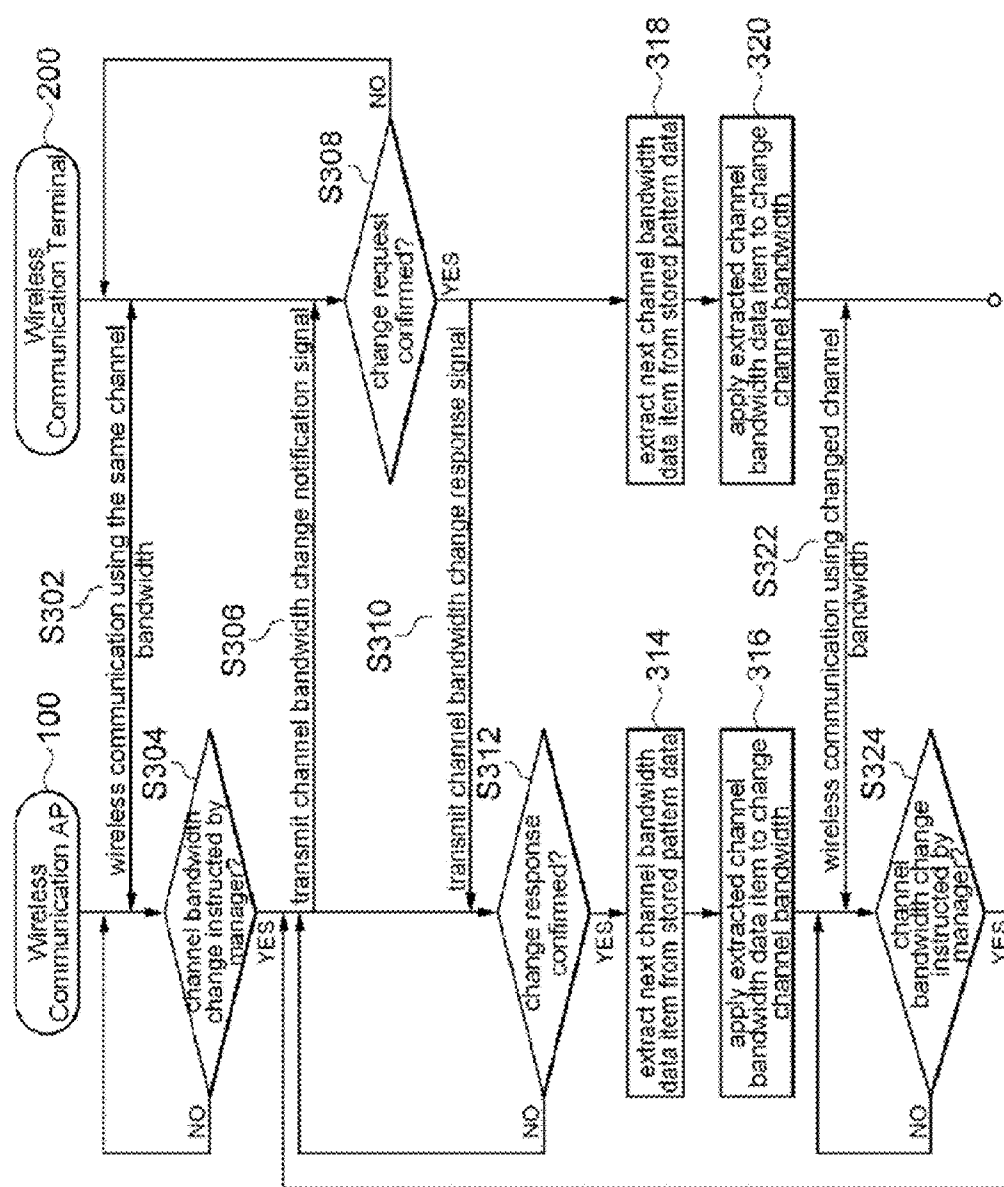 Wireless
Communication AP
100
Wireless
Communication Terminal
200
S302
wireless communication using the same channel
bandwidth
S304
channel bandwidth
change instructed by
manager?
NO
YES
S306
transmit channel bandwidth change notification signal
S308
change request
confirmed?
NO
YES
S310
transmit channel bandwidth change response signal
S312
change response
confirmed?
NO
YES
314
extract next channel bandwidth
data item from stored pattern data
318
extract next channel bandwidth
data item from stored pattern data
316
apply extracted channel
bandwidth data item to change
channel bandwidth
320
apply extracted channel
bandwidth data item to change
channel bandwidth
S322
wireless communication using changed channel
bandwidth
S324
channel
bandwidth change
instructed by
manager?
NO
YES